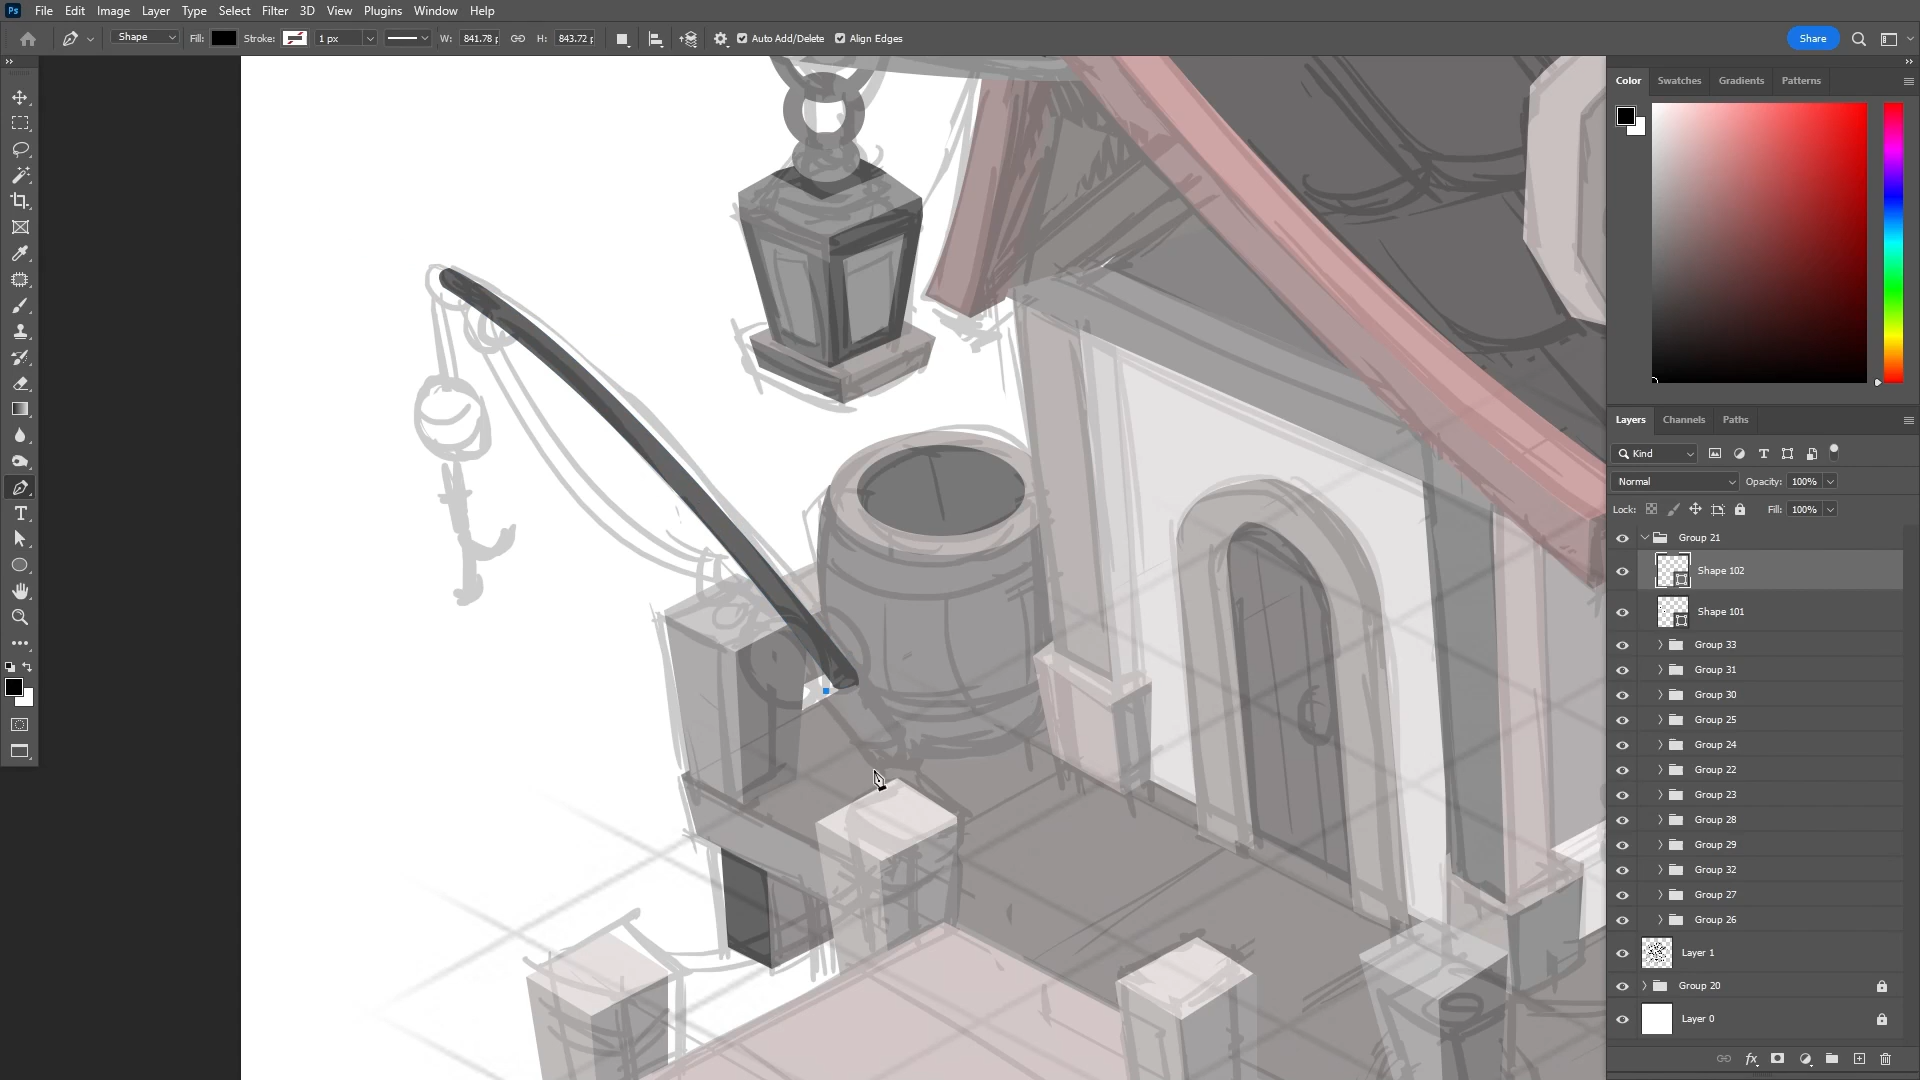 Ps File Edit Image Layer Type Select Filter 3D View Plugins Window Help
Shape Fill: Stroke: 1 px W: 841.78 H: 843.72 Auto Add/Delete Align Edges Share
Color Swatches Gradients Patterns
Layers Channels Paths
Kind
Normal Opacity: 100%
Lock: Fill: 100%
Group 21
Shape 102
Shape 101
Group 33
Group 31
Group 30
Group 25
Group 24
Group 22
Group 23
Group 28
Group 29
Group 32
Group 27
Group 26
Layer 1
Group 20
Layer 0
fx